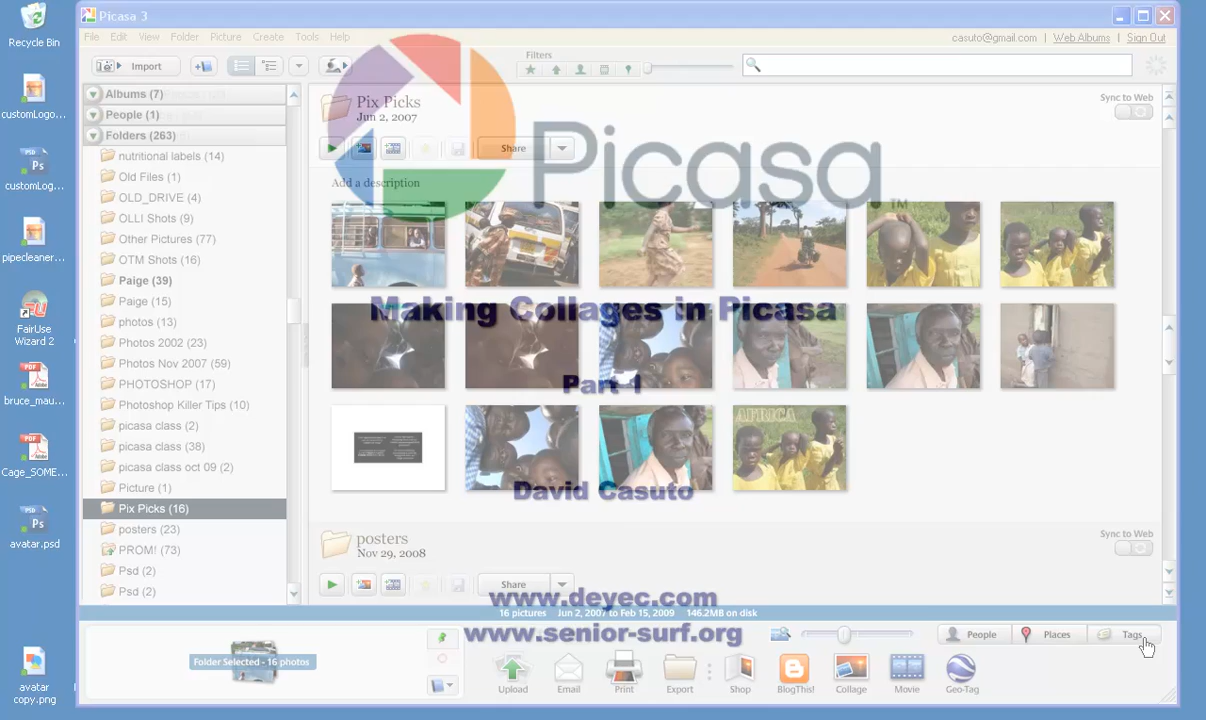 Recycle Bin
customLogo...
customLog...
pipecleaner...
FairUse
Wizard 2
bruce_mau...
Cage_SOME...
avatar.psd
avatar
copy.png
Picasa 3
File Edit View Folder Picture Create Tools Help
casuto@gmail.com | Web Albums | Sign Out
Import
Filters
Albums (7)
People (1)
Folders (263)
nutritional labels (14)
Old Files (1)
OLD_DRIVE (4)
OLLI Shots (9)
Other Pictures (77)
OTM Shots (16)
Paige (39)
Paige (15)
photos (13)
Photos 2002 (23)
Photos Nov 2007 (59)
PHOTOSHOP (17)
Photoshop Killer Tips (10)
picasa class (2)
picasa class (38)
picasa class oct 09 (2)
Picture (1)
Pix Picks (16)
posters (23)
PROM! (73)
Psd (2)
Psd (2)
Pix Picks
Jun 2, 2007
Sync to Web
Share
Add a description
Picasa
TM
Making Collages in Picasa
Part 1
AFRICA
David Casuto
posters
Nov 29, 2008
Sync to Web
Share
www.deyec.com
16 pictures Jun 2, 2007 to Feb 15, 2009 146.2MB on disk
www.senior-surf.org
People Places Tags
Folder Selected - 16 photos
Upload Email Print Export Shop BlogThis! Collage Movie Geo-Tag